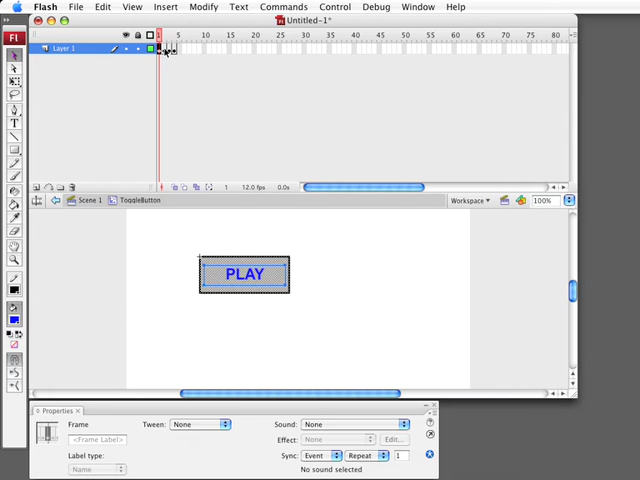 Flash File Edit View Insert Modify Text Commands Control Debug Window Help
Untitled-1*
Fl
1 5 10 15 20 25 30 35 40 45 50 55 60 65 70 75 80
Layer 1
1 12.0 fps 0.0s
Scene 1 ToggleButton Workspace 100%
PLAY
Properties ×
Frame Tween: None Sound: None
<Frame Label> Effect: None Edit...
Label type: Sync: Event Repeat 1
Name No sound selected